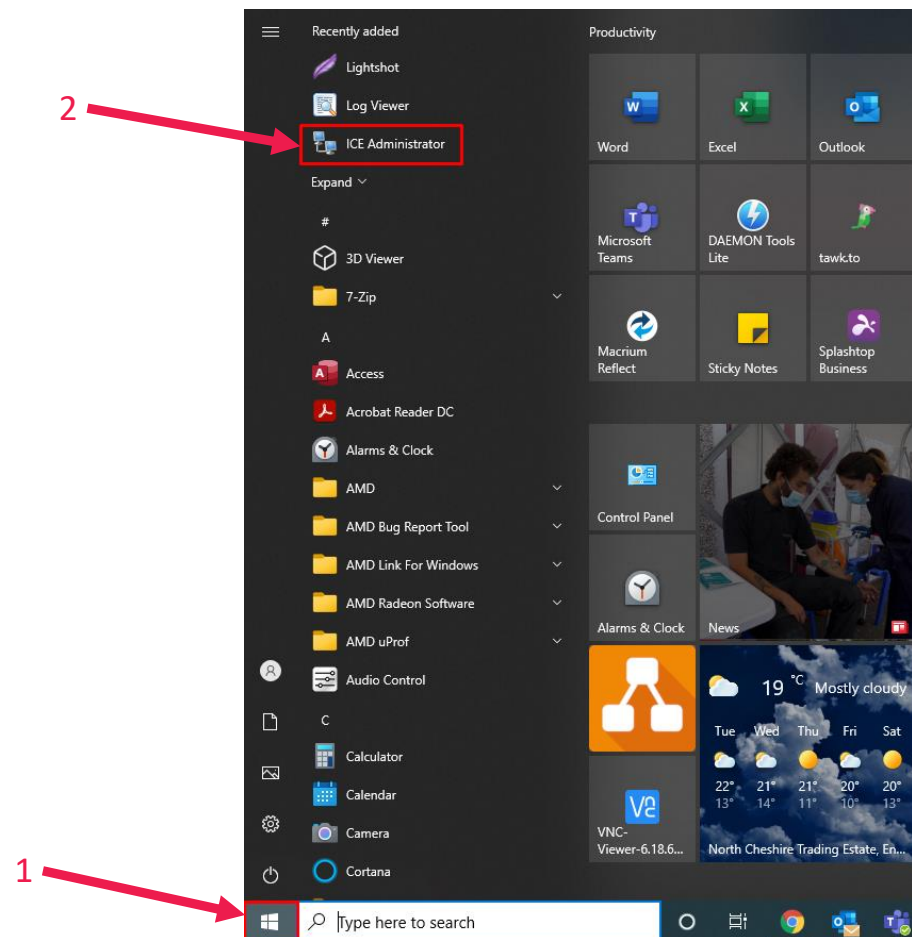 Recently added
Lightshot
Log Viewer
2
ICE Administrator
Expand
#
3D Viewer
7-Zip
A
Access
Acrobat Reader DC
Alarms & Clock
AMD
AMD Bug Report Tool
AMD Link For Windows
AMD Radeon Software
AMD uProf
Audio Control
C
Calculator
Calendar
Camera
Cortana
1
Type here to search
Productivity
Word
Excel
Outlook
Microsoft
Teams
DAEMON Tools
Lite
tawk.to
Macrium
Reflect
Sticky Notes
Splashtop
Business
Control Panel
Alarms & Clock
News
19 °C Mostly cloudy
Tue Wed Thu Fri Sat
22° 21° 21° 20° 20°
13° 14° 11° 10° 13°
North Cheshire Trading Estate, En...
VNC-
Viewer-6.18.6...